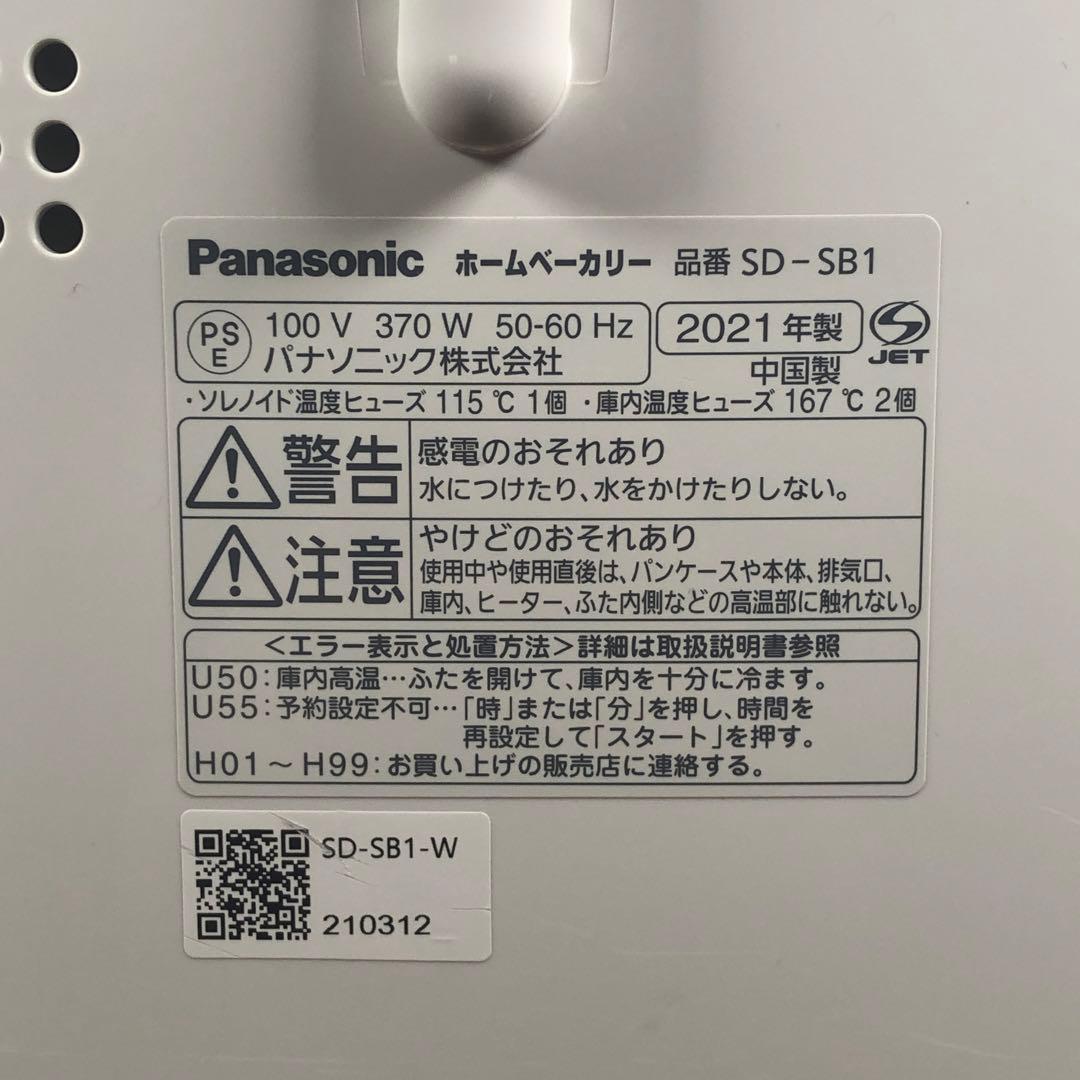 Panasonic ホームベーカリー 品番 SD-SB1
PS E 100 V 370 W 50-60 Hz
パナソニック株式会社
2021年製
中国製
JET
・ソレノイド温度ヒューズ 115℃ 1個 ・庫内温度ヒューズ 167℃ 2個
警告
感電のおそれあり
水につけたり、水をかけたりしない。
注意
やけどのおそれあり
使用中や使用直後は、パンケースや本体、排気口、
庫内、ヒーター、ふた内側などの高温部に触れない。
<エラー表示と処置方法>詳細は取扱説明書参照
U50:庫内高温…ふたを開けて、庫内を十分に冷ます。
U55:予約設定不可…「時」または「分」を押し、時間を
再設定して「スタート」を押す。
H01～H99:お買い上げの販売店に連絡する。
SD-SB1-W
210312